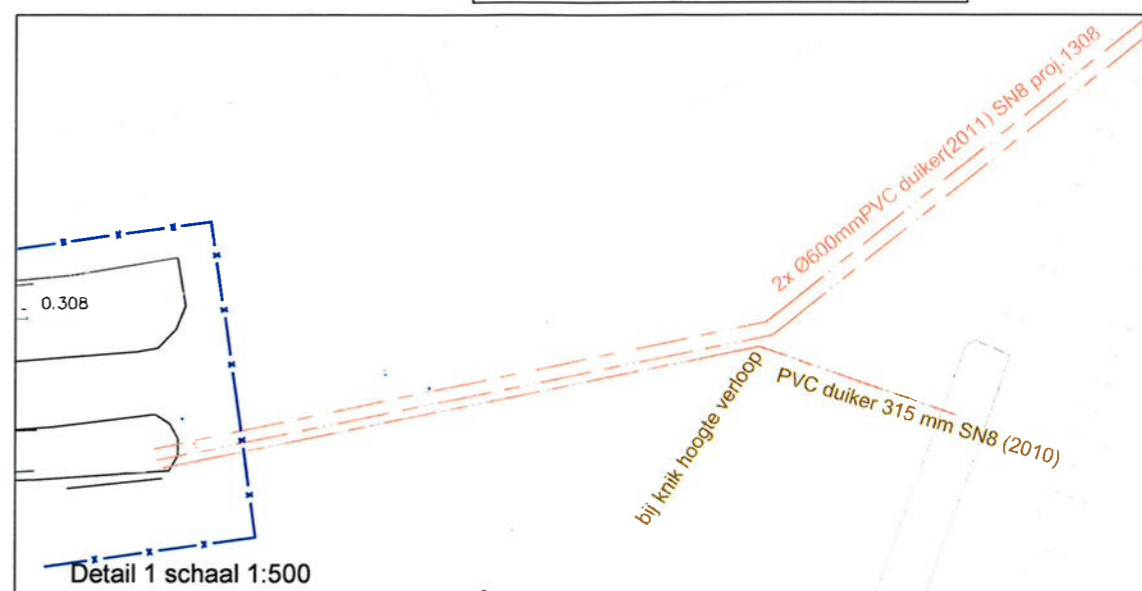 2x Ø600mmPVC duiker(2011) SN8 proj.1308
0.308
PVC duiker 315 mm SN8 (2010)
bij knik hoogte verloop
Detail 1 schaal 1:500